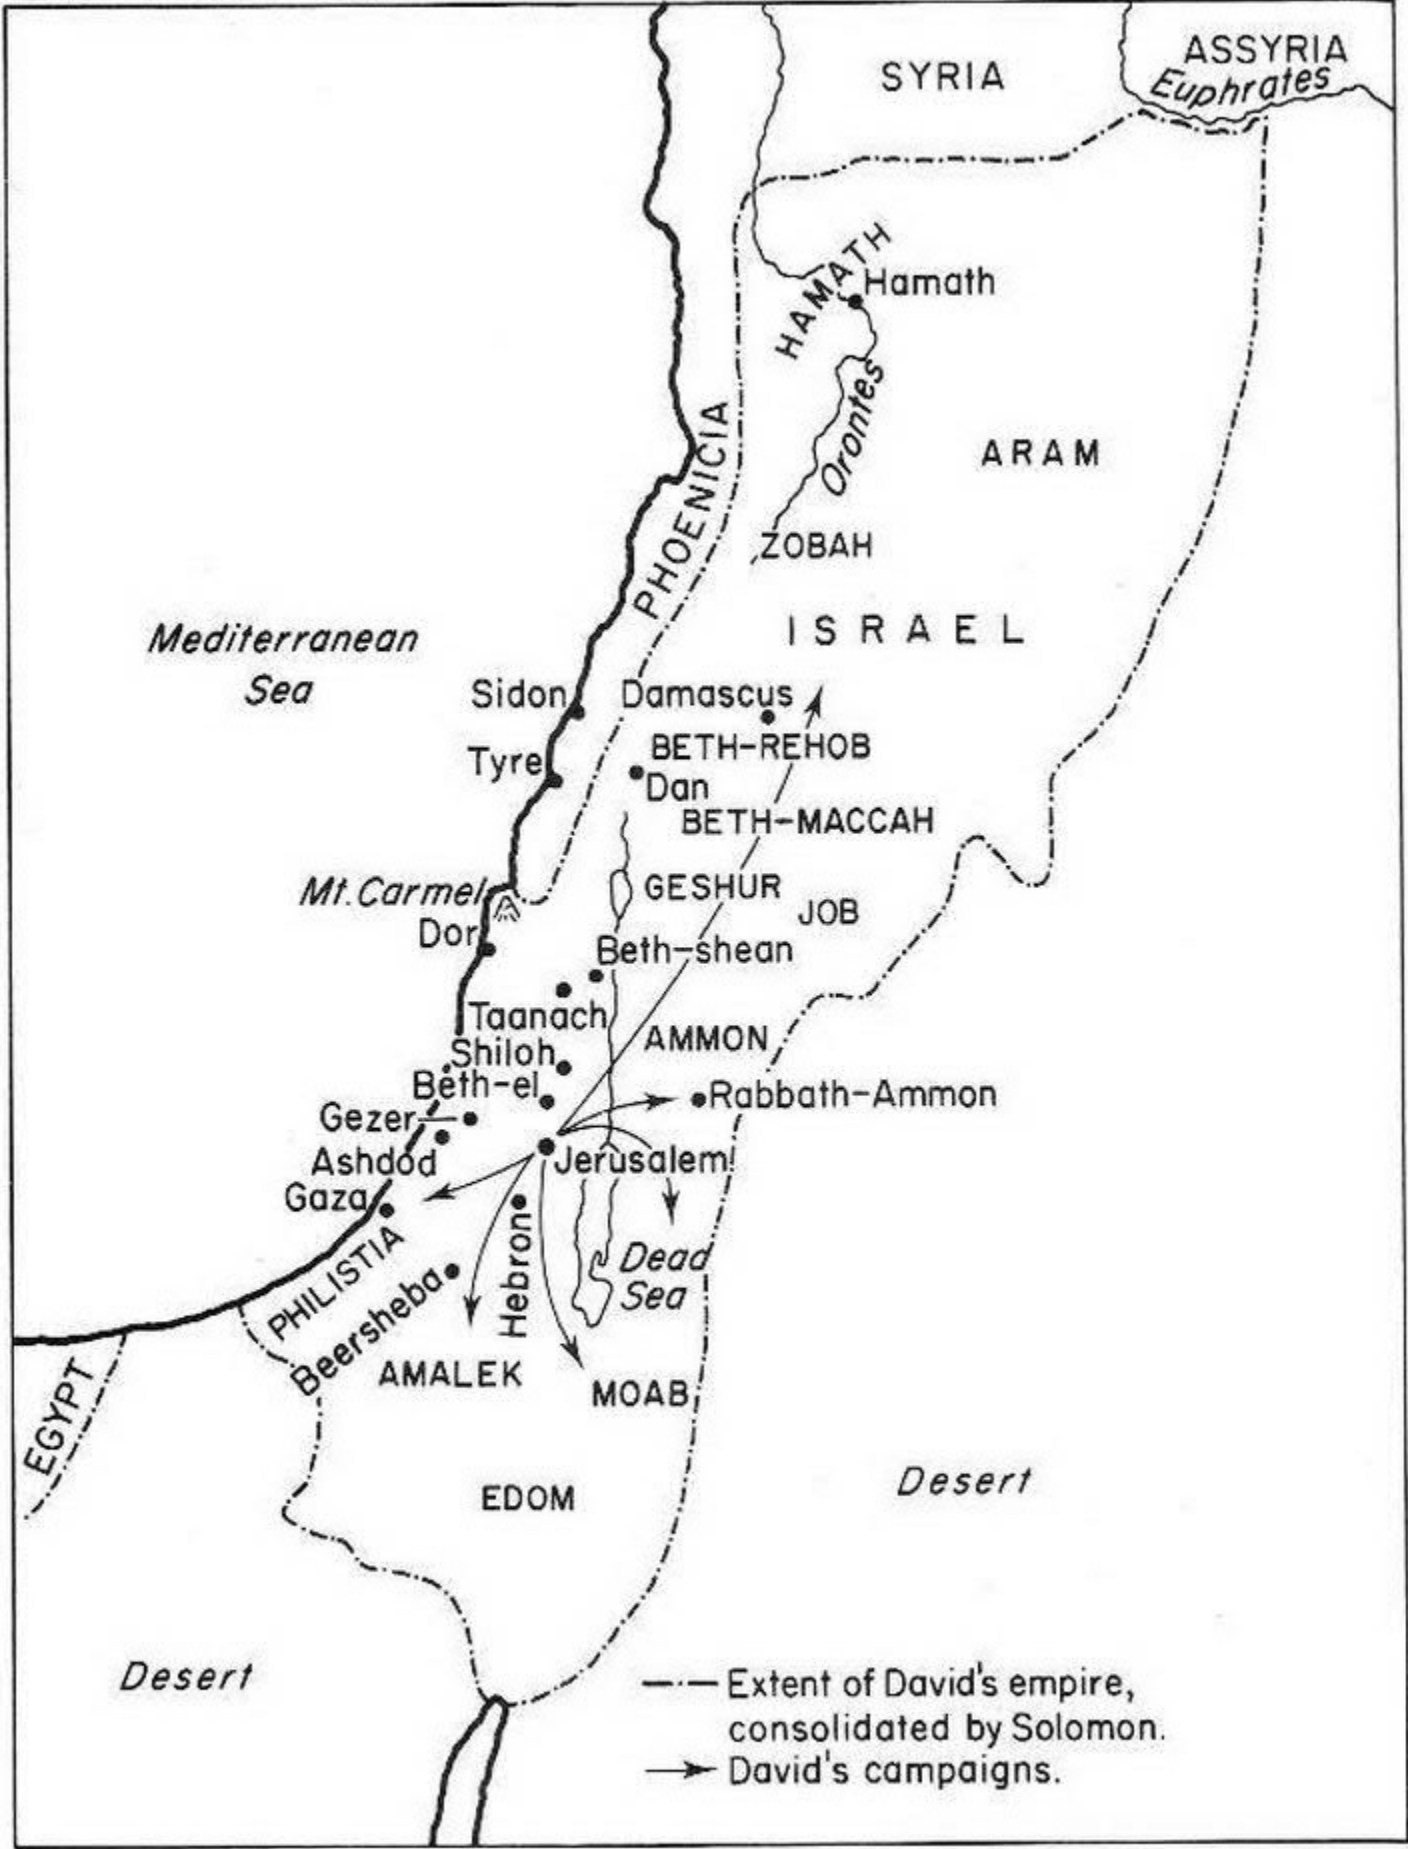 ASSYRIA
SYRIA
Euphrates
HAMATH
Hamath
Orontes
ARAM
PHOENICIA
ZOBAH
ISRAEL
Mediterranean
Sea
Sidon
Damascus
BETH-REHOB
Tyre
Dan
BETH-MACCAH
Mt. Carmel
GESHUR
JOB
Dor
Beth-shean
Taanach
AMMON
Shiloh
Beth-el
Rabbath-Ammon
Gezer
Ashdod
Jerusalem
Gaza
Hebron
Dead
Sea
PHILISTIA
Beersheba
AMALEK
MOAB
EGYPT
EDOM
Desert
Desert
Extent of David's empire,
consolidated by Solomon.
David's campaigns.